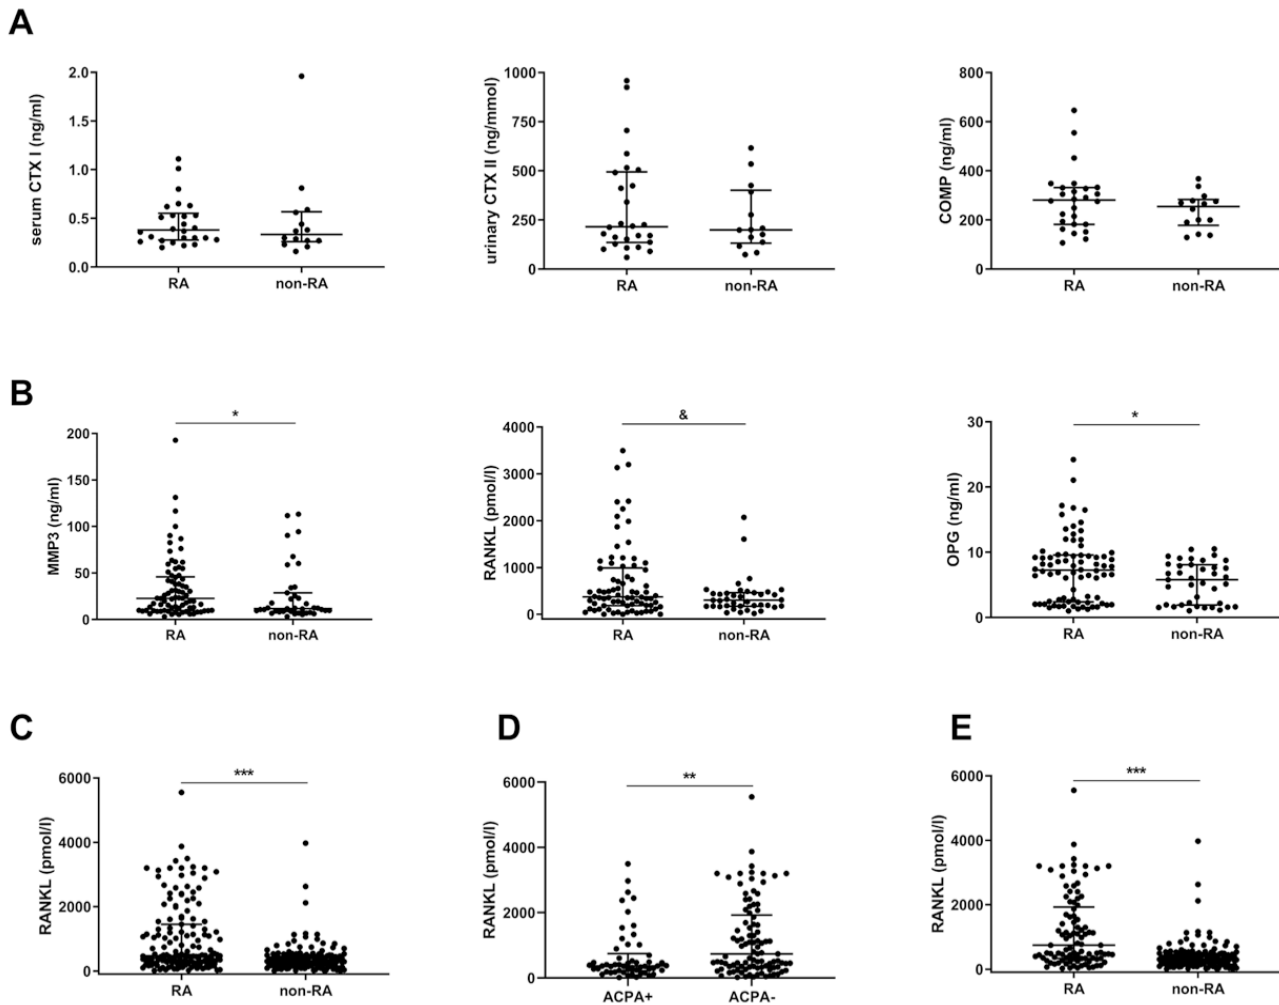 A
serum CTX I (ng/ml)
2.0
1.5
1.0
0.5
0.0
RA
non-RA
urinary CTX II (ng/mmol)
1000
750
500
250
0
RA
non-RA
COMP (ng/ml)
800
600
400
200
0
RA
non-RA
B
*
MMP3 (ng/ml)
200
150
100
50
0
RA
non-RA
&
RANKL (pmol/l)
4000
3000
2000
1000
0
RA
non-RA
*
OPG (ng/ml)
30
20
10
0
RA
non-RA
C
***
RANKL (pmol/l)
6000
4000
2000
0
RA
non-RA
D
**
RANKL (pmol/l)
6000
4000
2000
0
ACPA+
ACPA-
E
***
RANKL (pmol/l)
6000
4000
2000
0
RA
non-RA